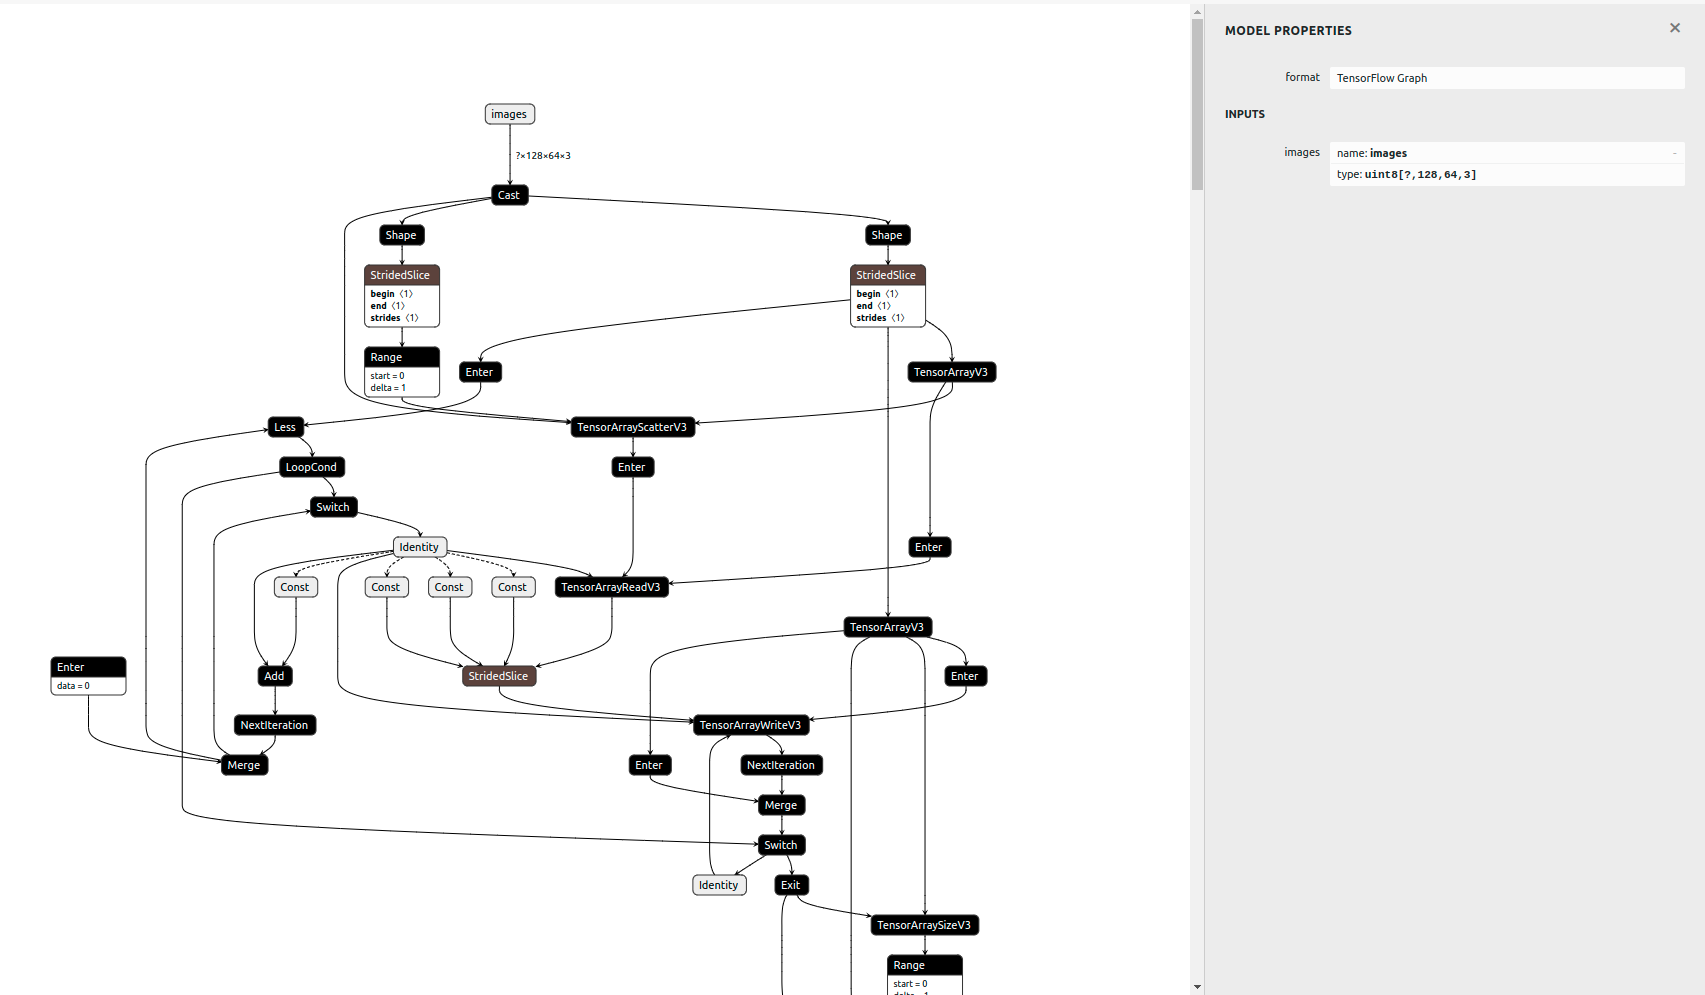 MODEL PROPERTIES
format
TensorFlow Graph
INPUTS
images
name: images
-
type: uint8[?,128,64,3]
images
?×128×64×3
Cast
Shape
Shape
StridedSlice
begin ⟨1⟩
end ⟨1⟩
strides ⟨1⟩
StridedSlice
begin ⟨1⟩
end ⟨1⟩
strides ⟨1⟩
Range
start = 0
delta = 1
Enter
TensorArrayV3
Less
TensorArrayScatterV3
LoopCond
Enter
Switch
Identity
Enter
Const
Const
Const
Const
TensorArrayReadV3
TensorArrayV3
Enter
data = 0
Add
StridedSlice
Enter
NextIteration
TensorArrayWriteV3
Merge
Enter
NextIteration
Merge
Switch
Identity
Exit
TensorArraySizeV3
Range
start = 0
delta = 1